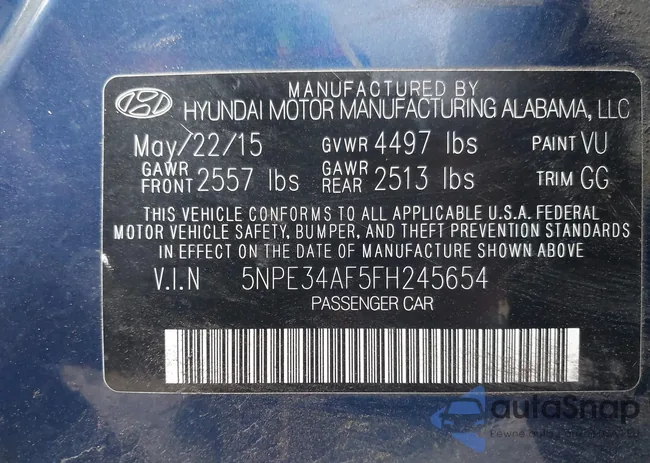 MANUFACTURED BY
HYUNDAI MOTOR MANUFACTURING ALABAMA, LLC
May/22/15 GVWR 4497 lbs PAINT VU
GAWR FRONT 2557 lbs GAWR REAR 2513 lbs TRIM GG
THIS VEHICLE CONFORMS TO ALL APPLICABLE U.S.A. FEDERAL
MOTOR VEHICLE SAFETY, BUMPER, AND THEFT PREVENTION STANDARDS
IN EFFECT ON THE DATE OF MANUFACTURE SHOWN ABOVE
V.I.N 5NPE34AF5FH245654
PASSENGER CAR
autaSnap